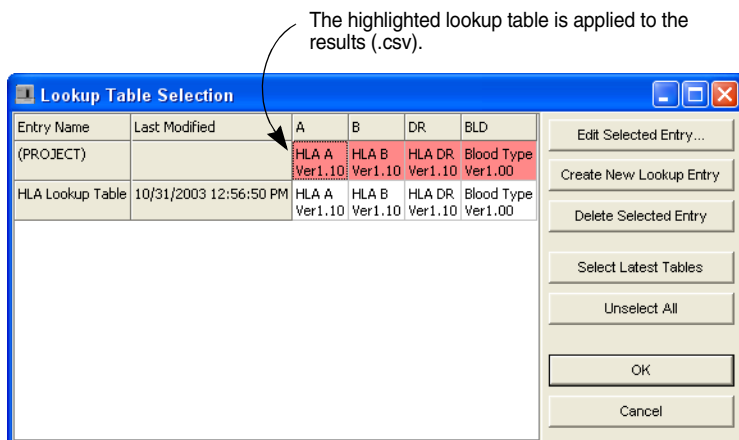 The highlighted lookup table is applied to the
results (.csv).
Lookup Table Selection
Entry Name Last Modified A B DR BLD
(PROJECT) HLA A Ver1.10 HLA B Ver1.10 HLA DR Ver1.10 Blood Type Ver1.00
HLA Lookup Table 10/31/2003 12:56:50 PM HLA A Ver1.10 HLA B Ver1.10 HLA DR Ver1.10 Blood Type Ver1.00
Edit Selected Entry...
Create New Lookup Entry
Delete Selected Entry
Select Latest Tables
Unselect All
OK
Cancel